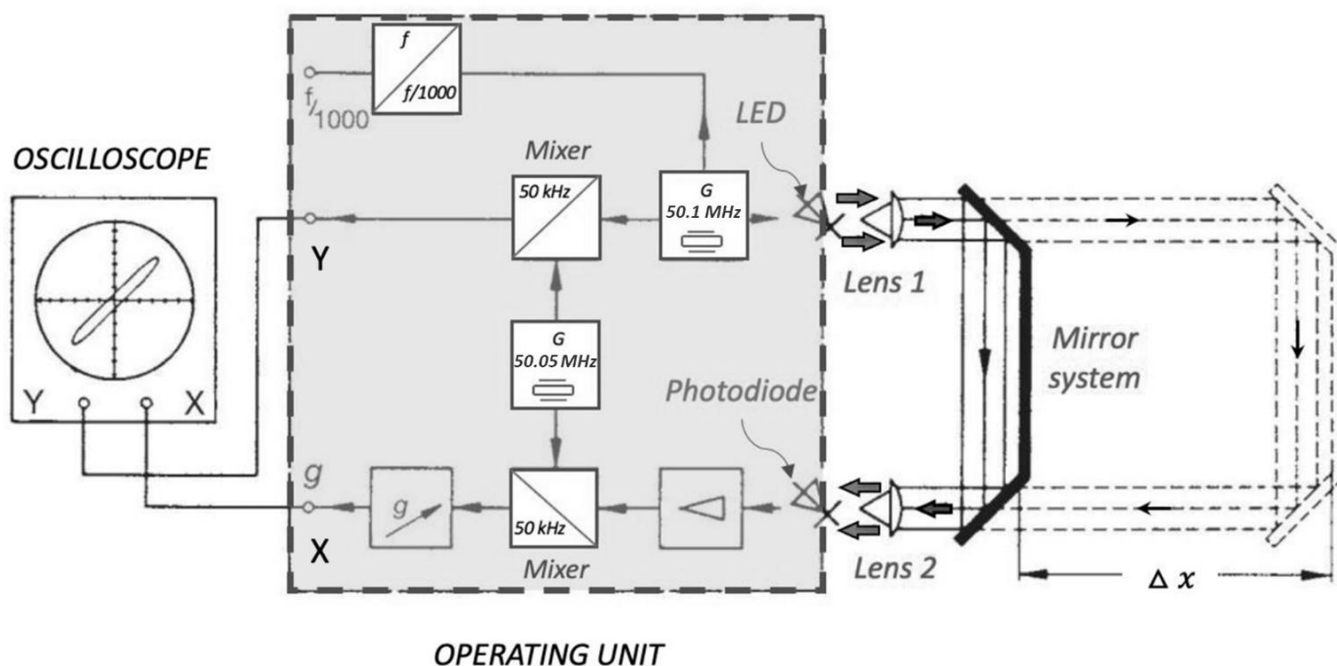 f
f/1000
f/1000
LED
OSCILLOSCOPE
Mixer
50 kHz
G
50.1 MHz
Y
Lens 1
G
50.05 MHz
Mirror
system
Photodiode
Y
X
g
g
50 kHz
X
Mixer
Lens 2
Δ x
OPERATING UNIT